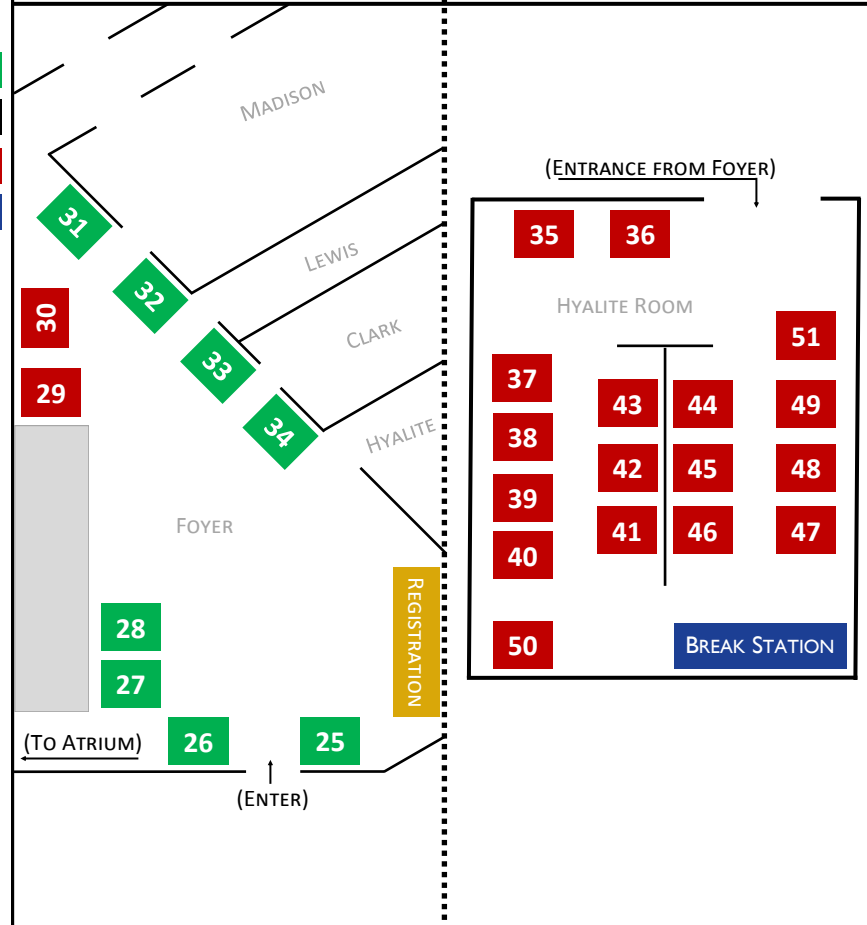 MADISON
LEWIS
CLARK
HYALITE
31
32
33
34
30
29
FOYER
28
27
26
25
REGISTRATION
(TO ATRIUM)
(ENTER)
(ENTRANCE FROM FOYER)
35
36
HYALITE ROOM
51
37
43
44
49
38
42
45
48
39
41
46
47
40
50
BREAK STATION